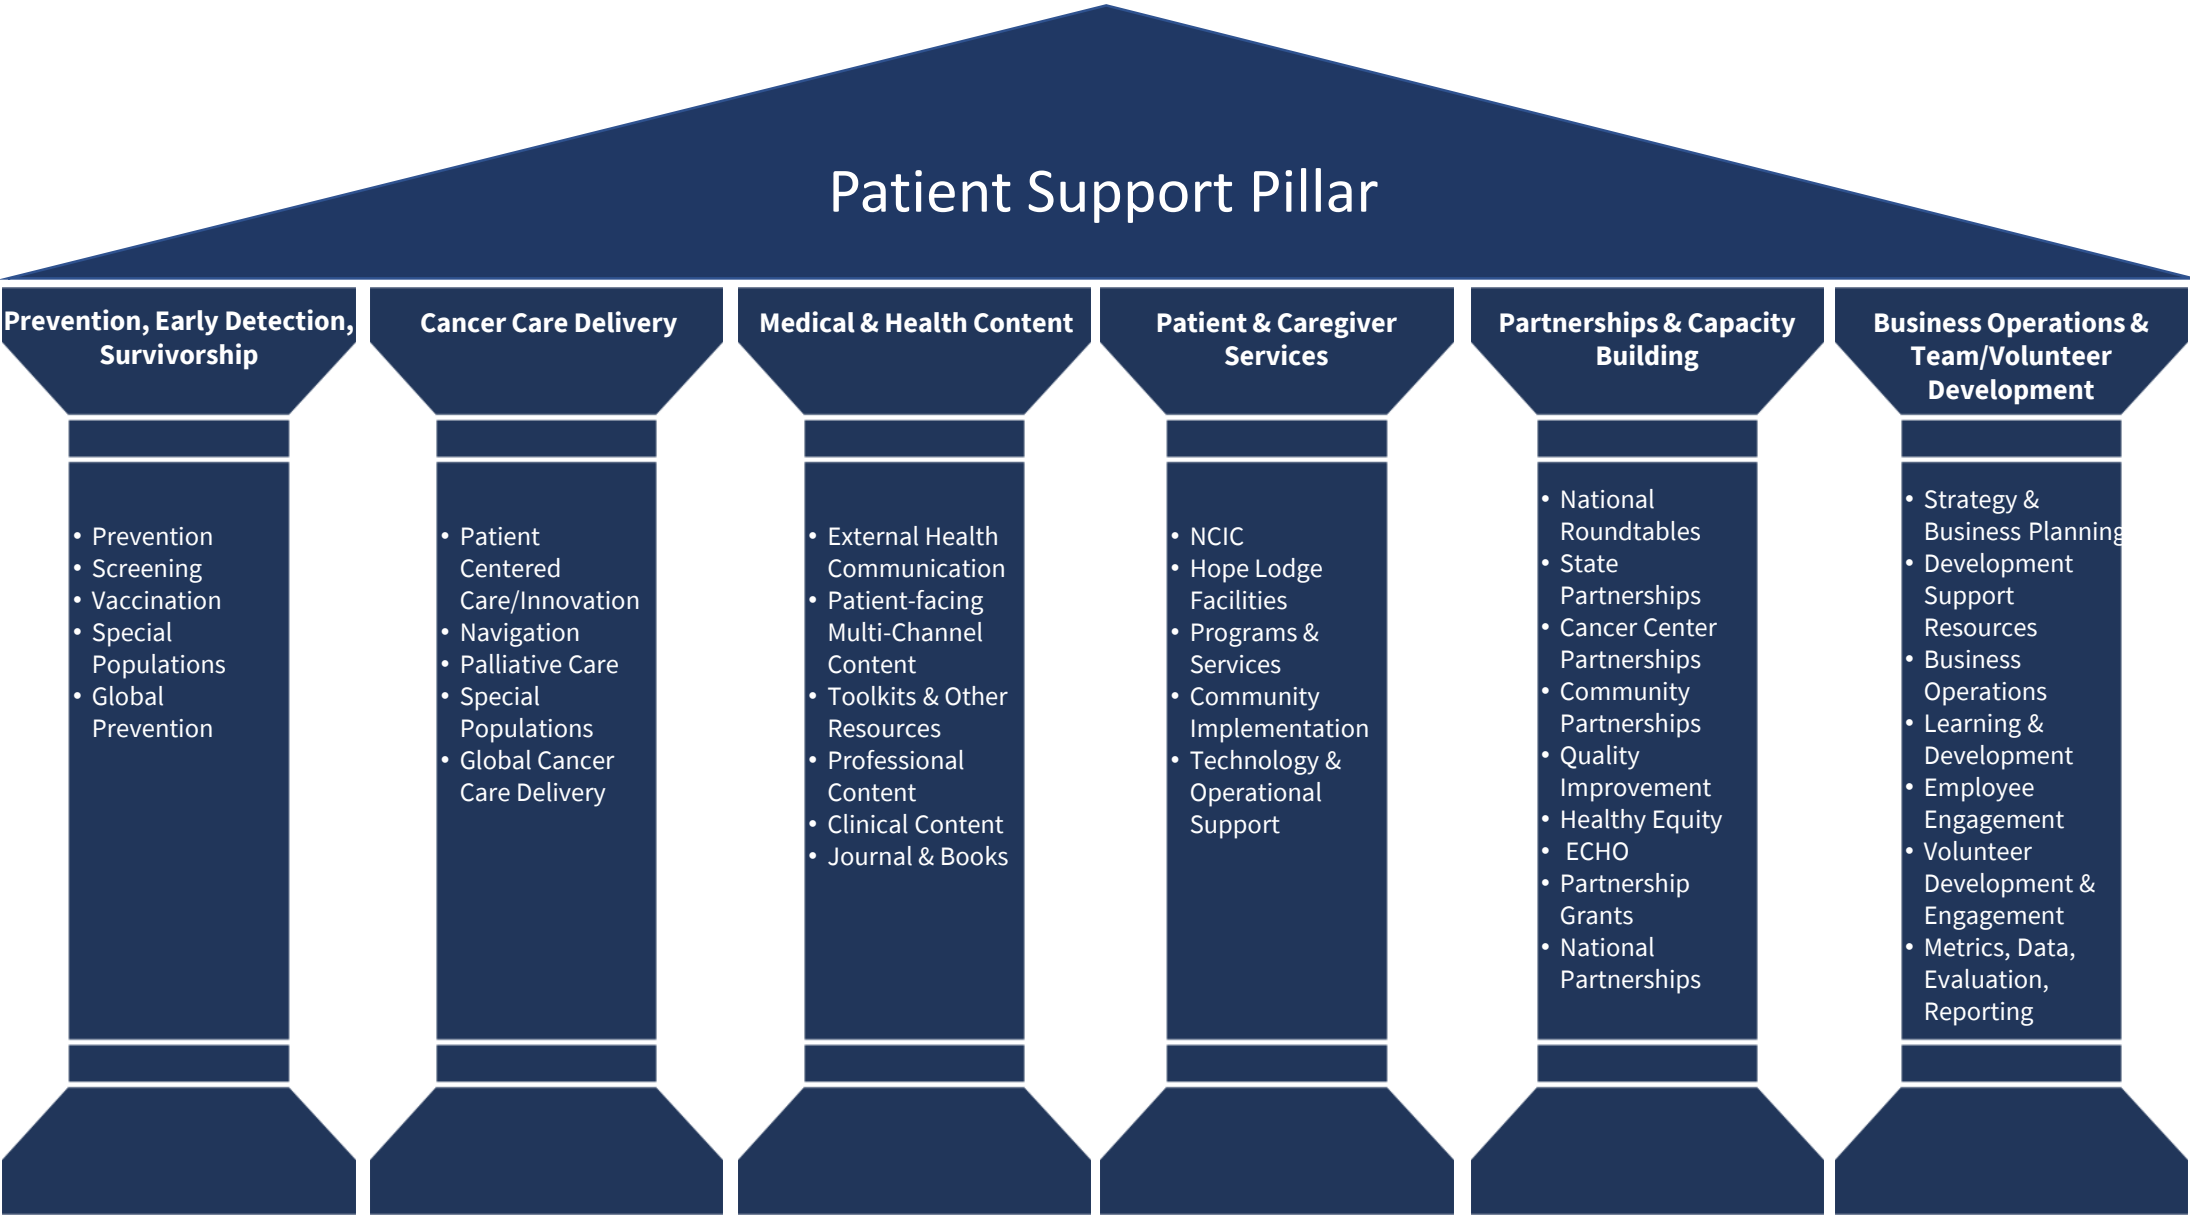 Patient Support Pillar
Prevention, Early Detection,
Survivorship
• Prevention
• Screening
• Vaccination
• Special
Populations
• Global
Prevention
Cancer Care Delivery
• Patient
Centered
Care/Innovation
• Navigation
• Palliative Care
• Special
Populations
• Global Cancer
Care Delivery
Medical & Health Content
• External Health
Communication
• Patient-facing
Multi-Channel
Content
• Toolkits & Other
Resources
• Professional
Content
• Clinical Content
• Journal & Books
Patient & Caregiver
Services
• NCIC
• Hope Lodge
Facilities
• Programs &
Services
• Community
Implementation
• Technology &
Operational
Support
Partnerships & Capacity
Building
• National
Roundtables
• State
Partnerships
• Cancer Center
Partnerships
• Community
Partnerships
• Quality
Improvement
• Healthy Equity
• ECHO
• Partnership
Grants
• National
Partnerships
Business Operations &
Team/Volunteer
Development
• Strategy &
Business Planning
• Development
Support
Resources
• Business
Operations
• Learning &
Development
• Employee
Engagement
• Volunteer
Development &
Engagement
• Metrics, Data,
Evaluation,
Reporting